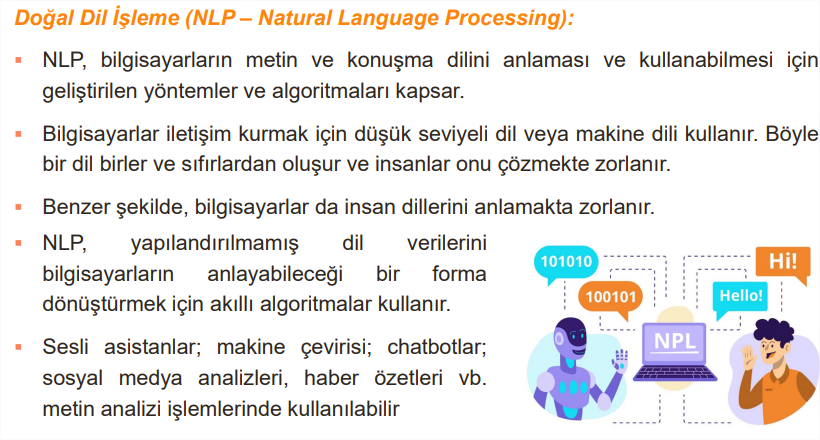 Doğal Dil İşleme (NLP – Natural Language Processing):
▪ NLP, bilgisayarların metin ve konuşma dilini anlaması ve kullanabilmesi için
geliştirilen yöntemler ve algoritmaları kapsar.
▪ Bilgisayarlar iletişim kurmak için düşük seviyeli dil veya makine dili kullanır. Böyle
bir dil birler ve sıfırlardan oluşur ve insanlar onu çözmekte zorlanır.
▪ Benzer şekilde, bilgisayarlar da insan dillerini anlamakta zorlanır.
▪ NLP, yapılandırılmamış dil verilerini
bilgisayarların anlayabileceği bir forma
dönüştürmek için akıllı algoritmalar kullanır.
▪ Sesli asistanlar; makine çevirisi; chatbotlar;
sosyal medya analizleri, haber özetleri vb.
metin analizi işlemlerinde kullanılabilir
101010
Hi!
100101
Hello!
NPL